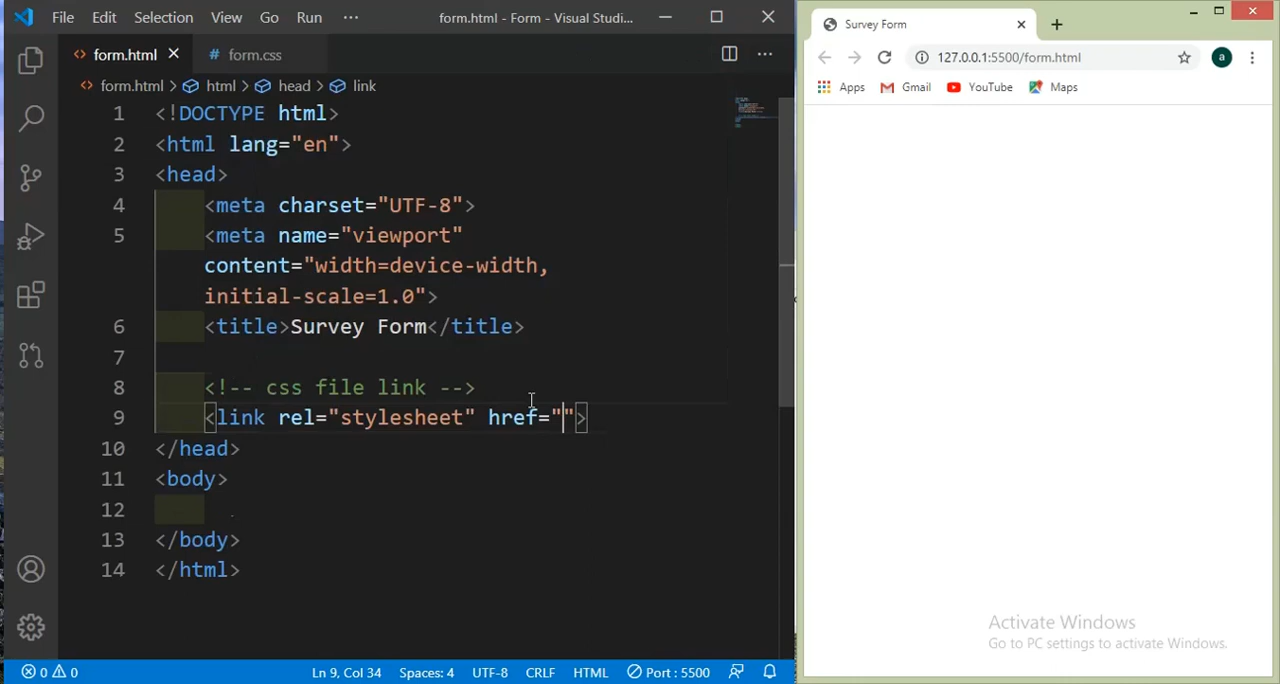 File Edit Selection View Go Run ··· form.html - Form - Visual Studi...
form.html form.css
form.html > html > head > link
1 <!DOCTYPE html>
2 <html lang="en">
3 <head>
4 <meta charset="UTF-8">
5 <meta name="viewport"
content="width=device-width,
initial-scale=1.0">
6 <title>Survey Form</title>
7
8 <!-- css file link -->
9 <link rel="stylesheet" href="">
10 </head>
11 <body>
12
13 </body>
14 </html>
0 0 Ln 9, Col 34 Spaces: 4 UTF-8 CRLF HTML Port : 5500
Survey Form
127.0.0.1:5500/form.html a
Apps Gmail YouTube Maps
Activate Windows
Go to PC settings to activate Windows.